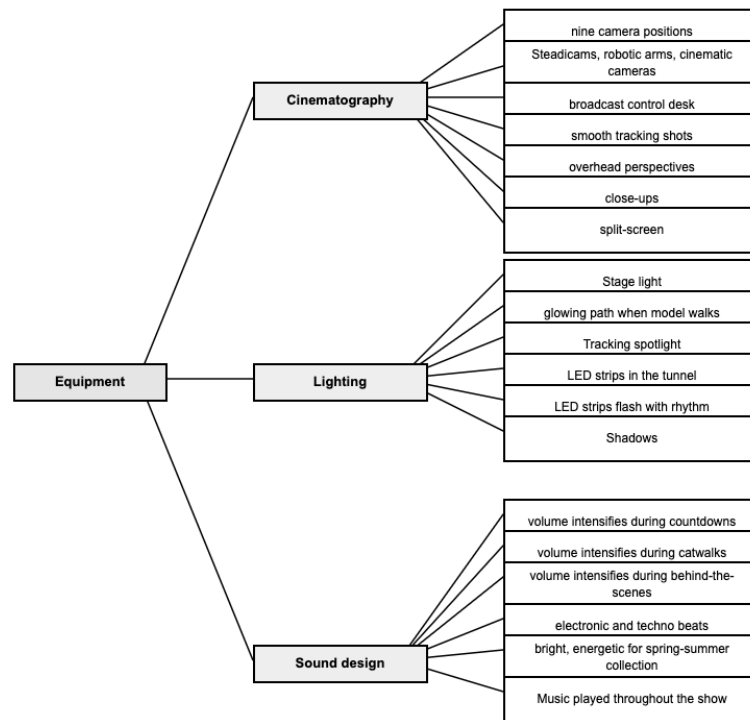 Equipment
Cinematography
nine camera positions
Steadicams, robotic arms, cinematic
cameras
broadcast control desk
smooth tracking shots
overhead perspectives
close-ups
split-screen
Lighting
Stage light
glowing path when model walks
Tracking spotlight
LED strips in the tunnel
LED strips flash with rhythm
Shadows
Sound design
volume intensifies during countdowns
volume intensifies during catwalks
volume intensifies during behind-the-
scenes
electronic and techno beats
bright, energetic for spring-summer
collection
Music played throughout the show